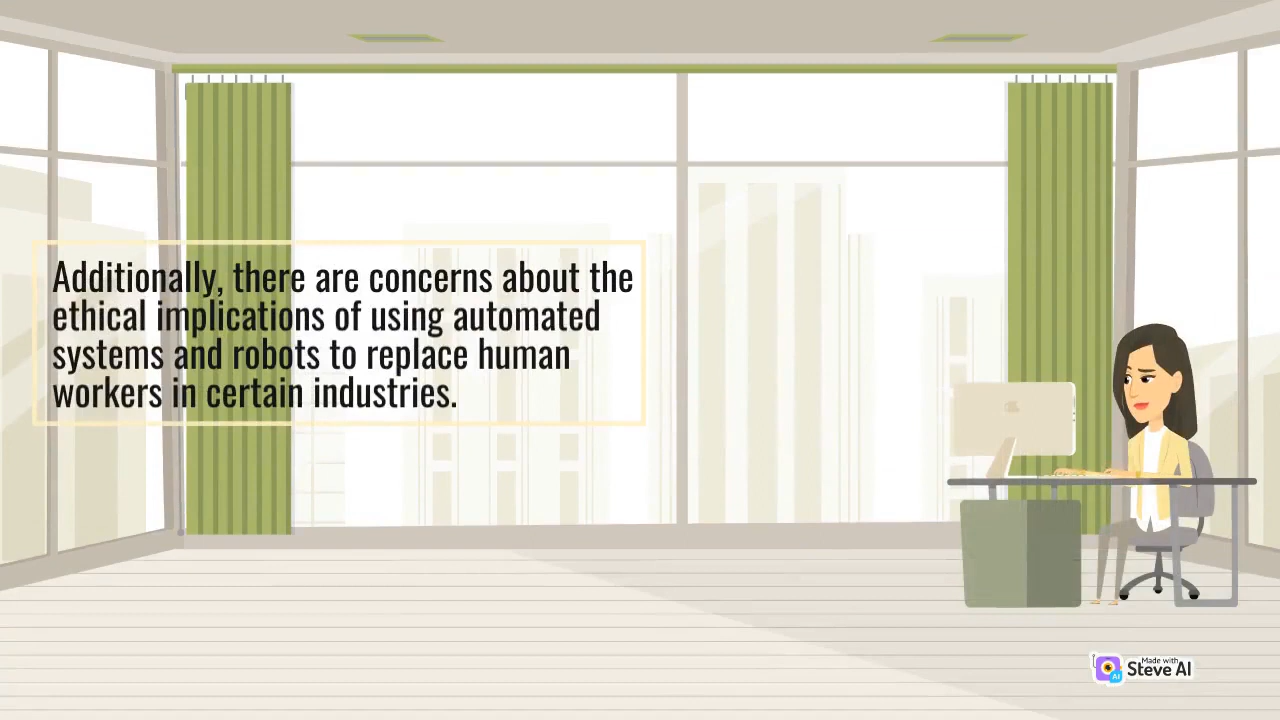 Additionally, there are concerns about the
ethical implications of using automated
systems and robots to replace human
workers in certain industries.
Made with
Steve AI
AI